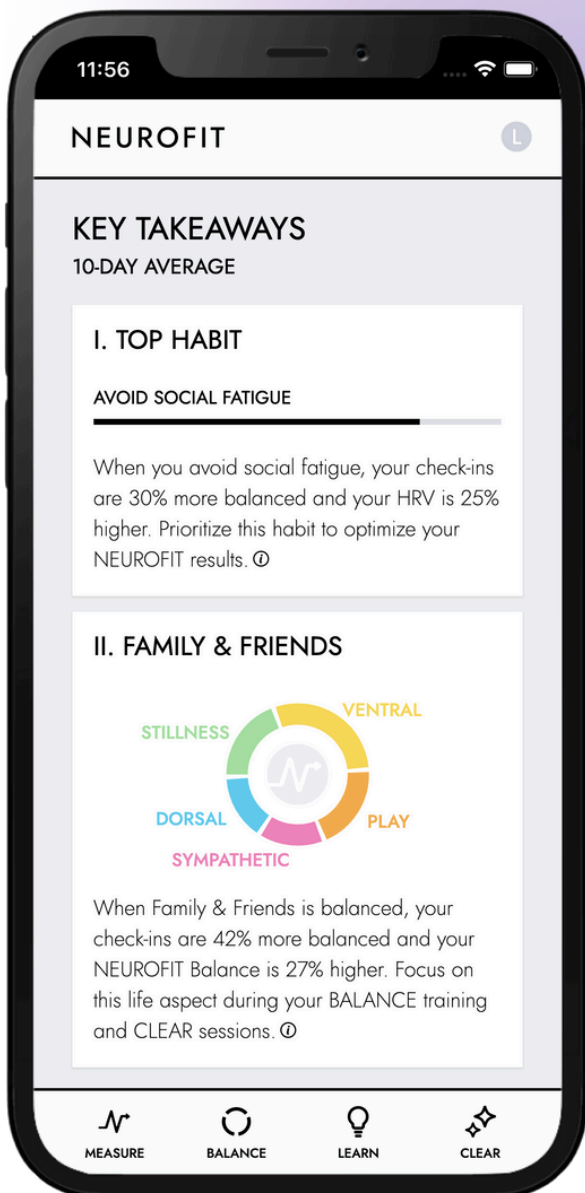 11:56
NEUROFIT
L
KEY TAKEAWAYS
10-DAY AVERAGE
I. TOP HABIT
AVOID SOCIAL FATIGUE
When you avoid social fatigue, your check-ins
are 30% more balanced and your HRV is 25%
higher. Prioritize this habit to optimize your
NEUROFIT results.
II. FAMILY & FRIENDS
VENTRAL
STILLNESS
DORSAL
PLAY
SYMPATHETIC
When Family & Friends is balanced, your
check-ins are 42% more balanced and your
NEUROFIT Balance is 27% higher. Focus on
this life aspect during your BALANCE training
and CLEAR sessions.
MEASURE
BALANCE
LEARN
CLEAR